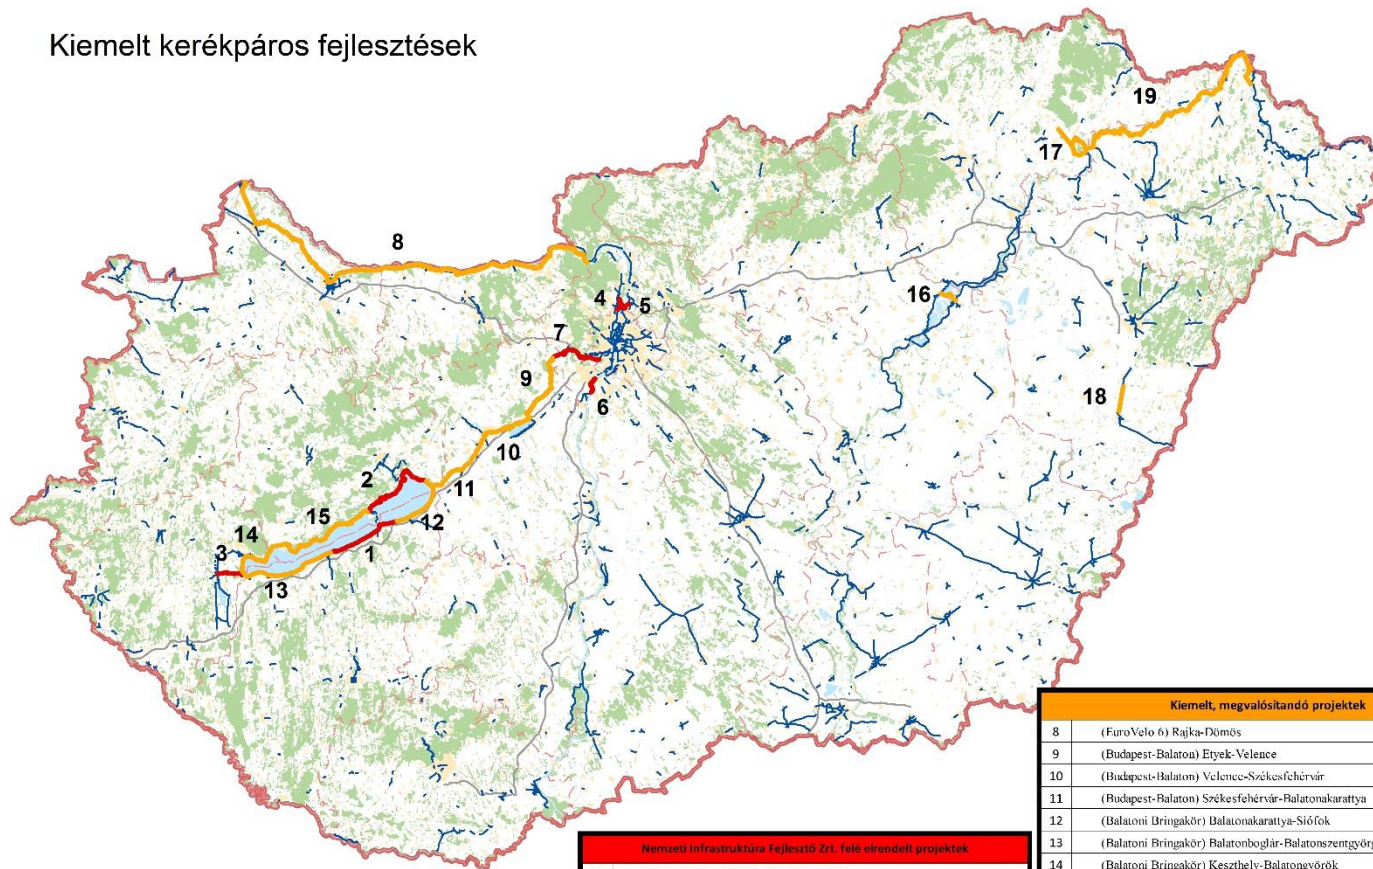 Kiemelt kerékpáros fejlesztések
19
17
8
16
4
5
7
9
18
6
10
2
11
15
12
14
1
3
13
Kiemelt, megvalósítandó projektek
8 (EuroVelo 6) Rajka-Dömös
9 (Budapest-Balaton) Etyek-Velence
10 (Budapest-Balaton) Velence-Székesfehérvár
11 (Budapest-Balaton) Székesfehérvár-Balatonakarattya
12 (Balatoni Bringakör) Balatonakarattya-Siófok
13 (Balatoni Bringakör) Balatonboglár-Balatonszentgyörg
14 (Balatoni Bringakör) Keszthely-Balatongyörök
Nemzeti Infrastruktúra Fejlesztő Zrt. felé elrendelt projektek